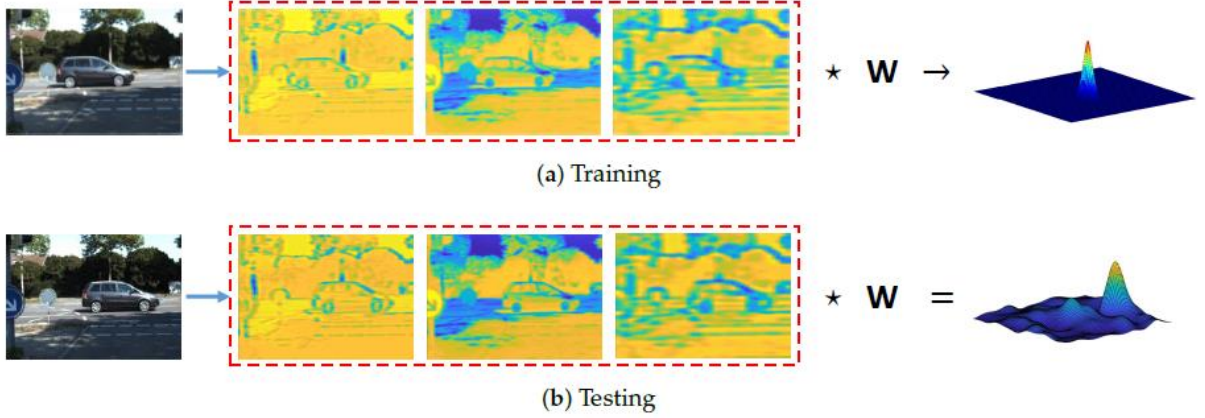 ⋆ W →
(a) Training
⋆ W =
(b) Testing